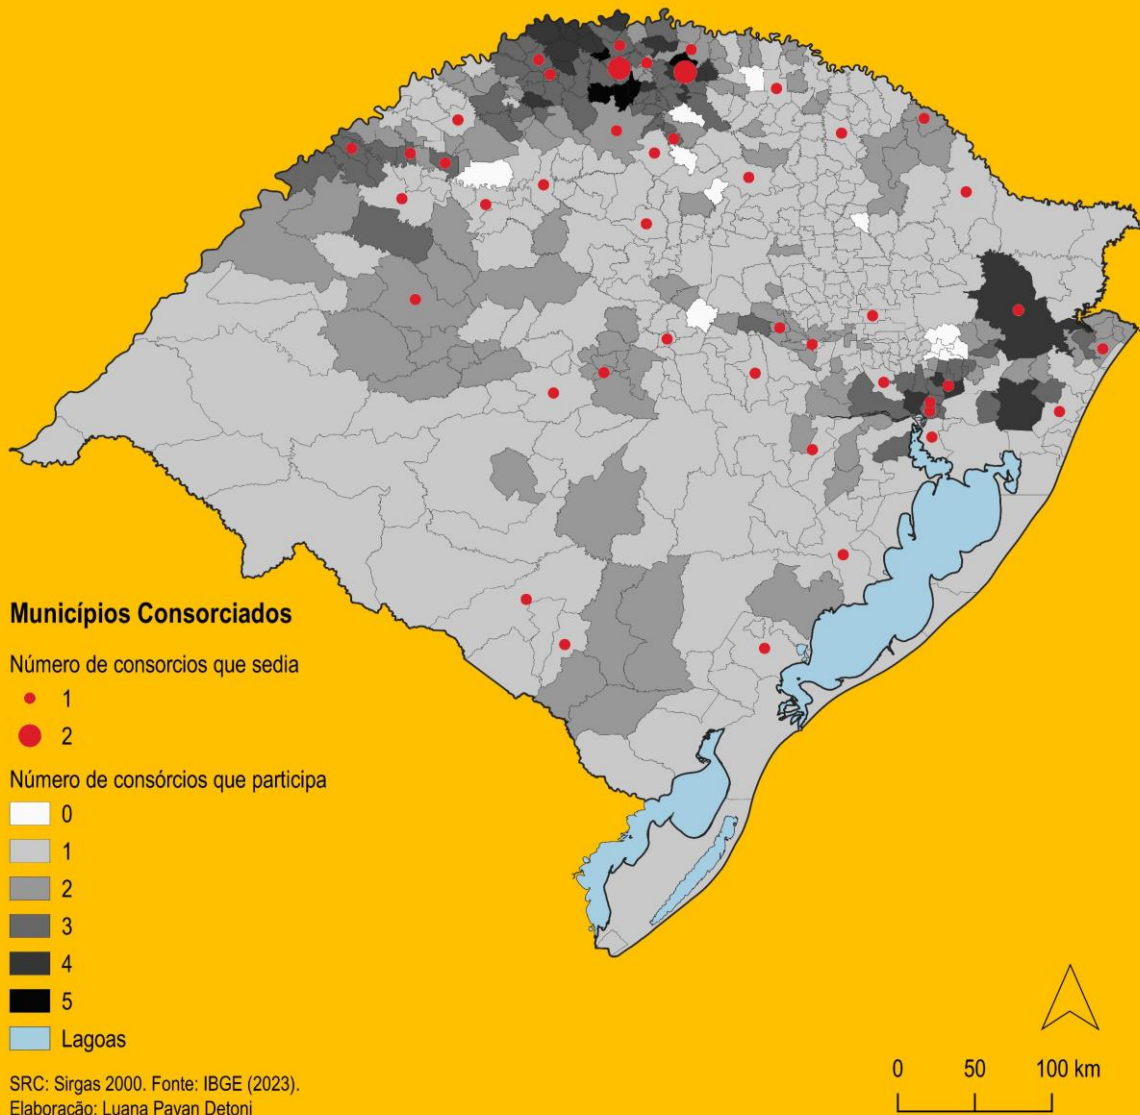 Municípios Consorciados
Número de consorcios que sedia
1
2
Número de consórcios que participa
0
1
2
3
4
5
Lagoas
SRC: Sirgas 2000. Fonte: IBGE (2023).
Elaboração: Luana Pavan Detoni
0 50 100 km